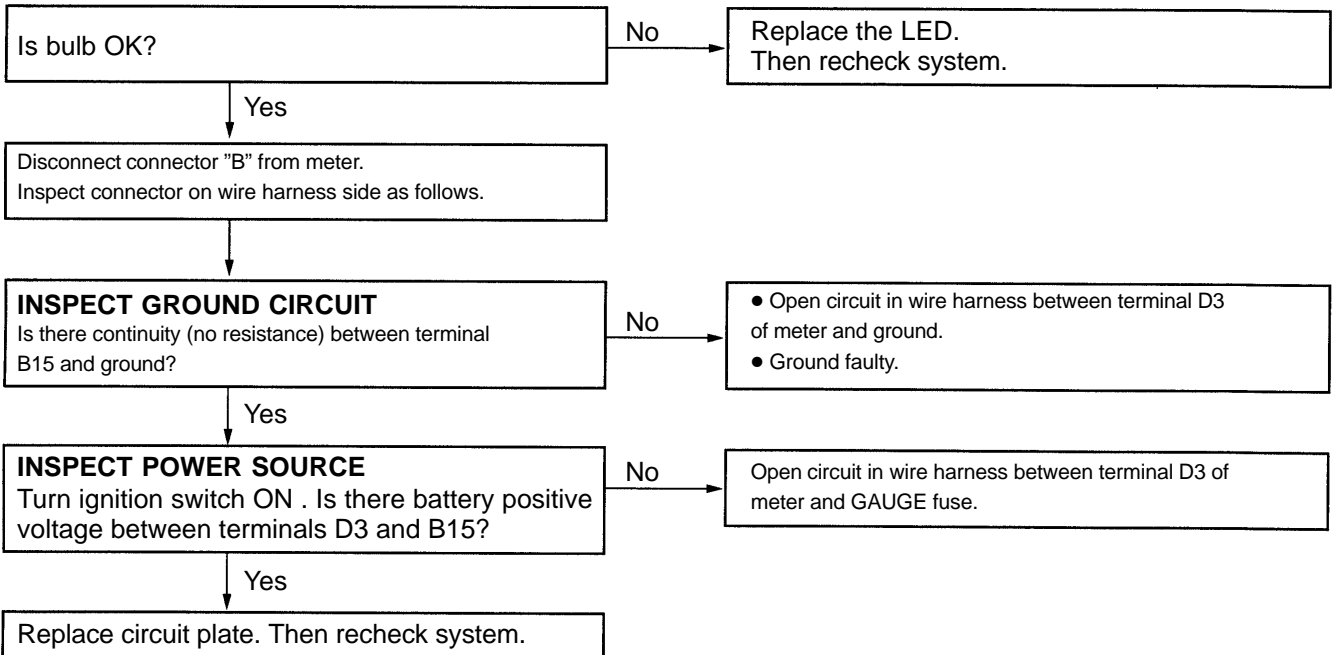 Is bulb OK?
No
Replace the LED.
Then recheck system.
Yes
Disconnect connector ”B” from meter.
Inspect connector on wire harness side as follows.
INSPECT GROUND CIRCUIT
Is there continuity (no resistance) between terminal
B15 and ground?
No
● Open circuit in wire harness between terminal D3
of meter and ground.
● Ground faulty.
Yes
INSPECT POWER SOURCE
Turn ignition switch ON . Is there battery positive
voltage between terminals D3 and B15?
No
Open circuit in wire harness between terminal D3 of
meter and GAUGE fuse.
Yes
Replace circuit plate. Then recheck system.